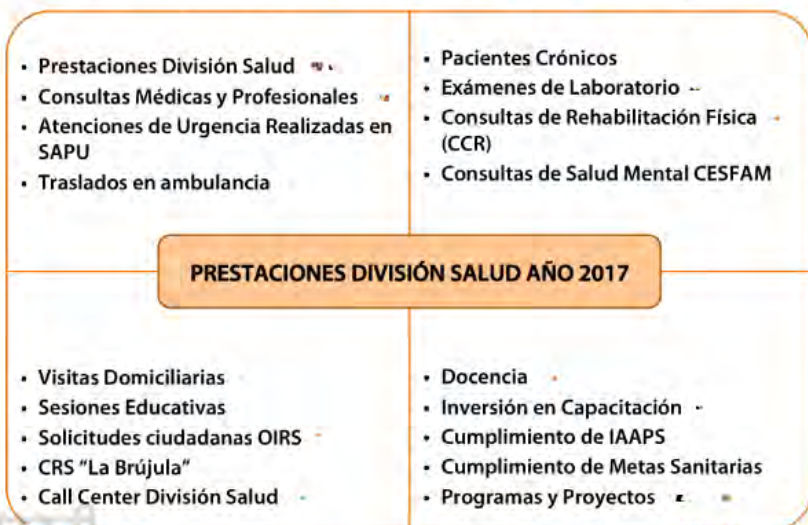 • Prestaciones División Salud
• Consultas Médicas y Profesionales
• Atenciones de Urgencia Realizadas en
SAPU
• Traslados en ambulancia
• Pacientes Crónicos
• Exámenes de Laboratorio
• Consultas de Rehabilitación Física
(CCR)
• Consultas de Salud Mental CESFAM
PRESTACIONES DIVISIÓN SALUD AÑO 2017
• Visitas Domiciliarias
• Sesiones Educativas
• Solicitudes ciudadanas OIRS
• CRS "La Brújula"
• Call Center División Salud
• Docencia
• Inversión en Capacitación
• Cumplimiento de IAAPS
• Cumplimiento de Metas Sanitarias
• Programas y Proyectos